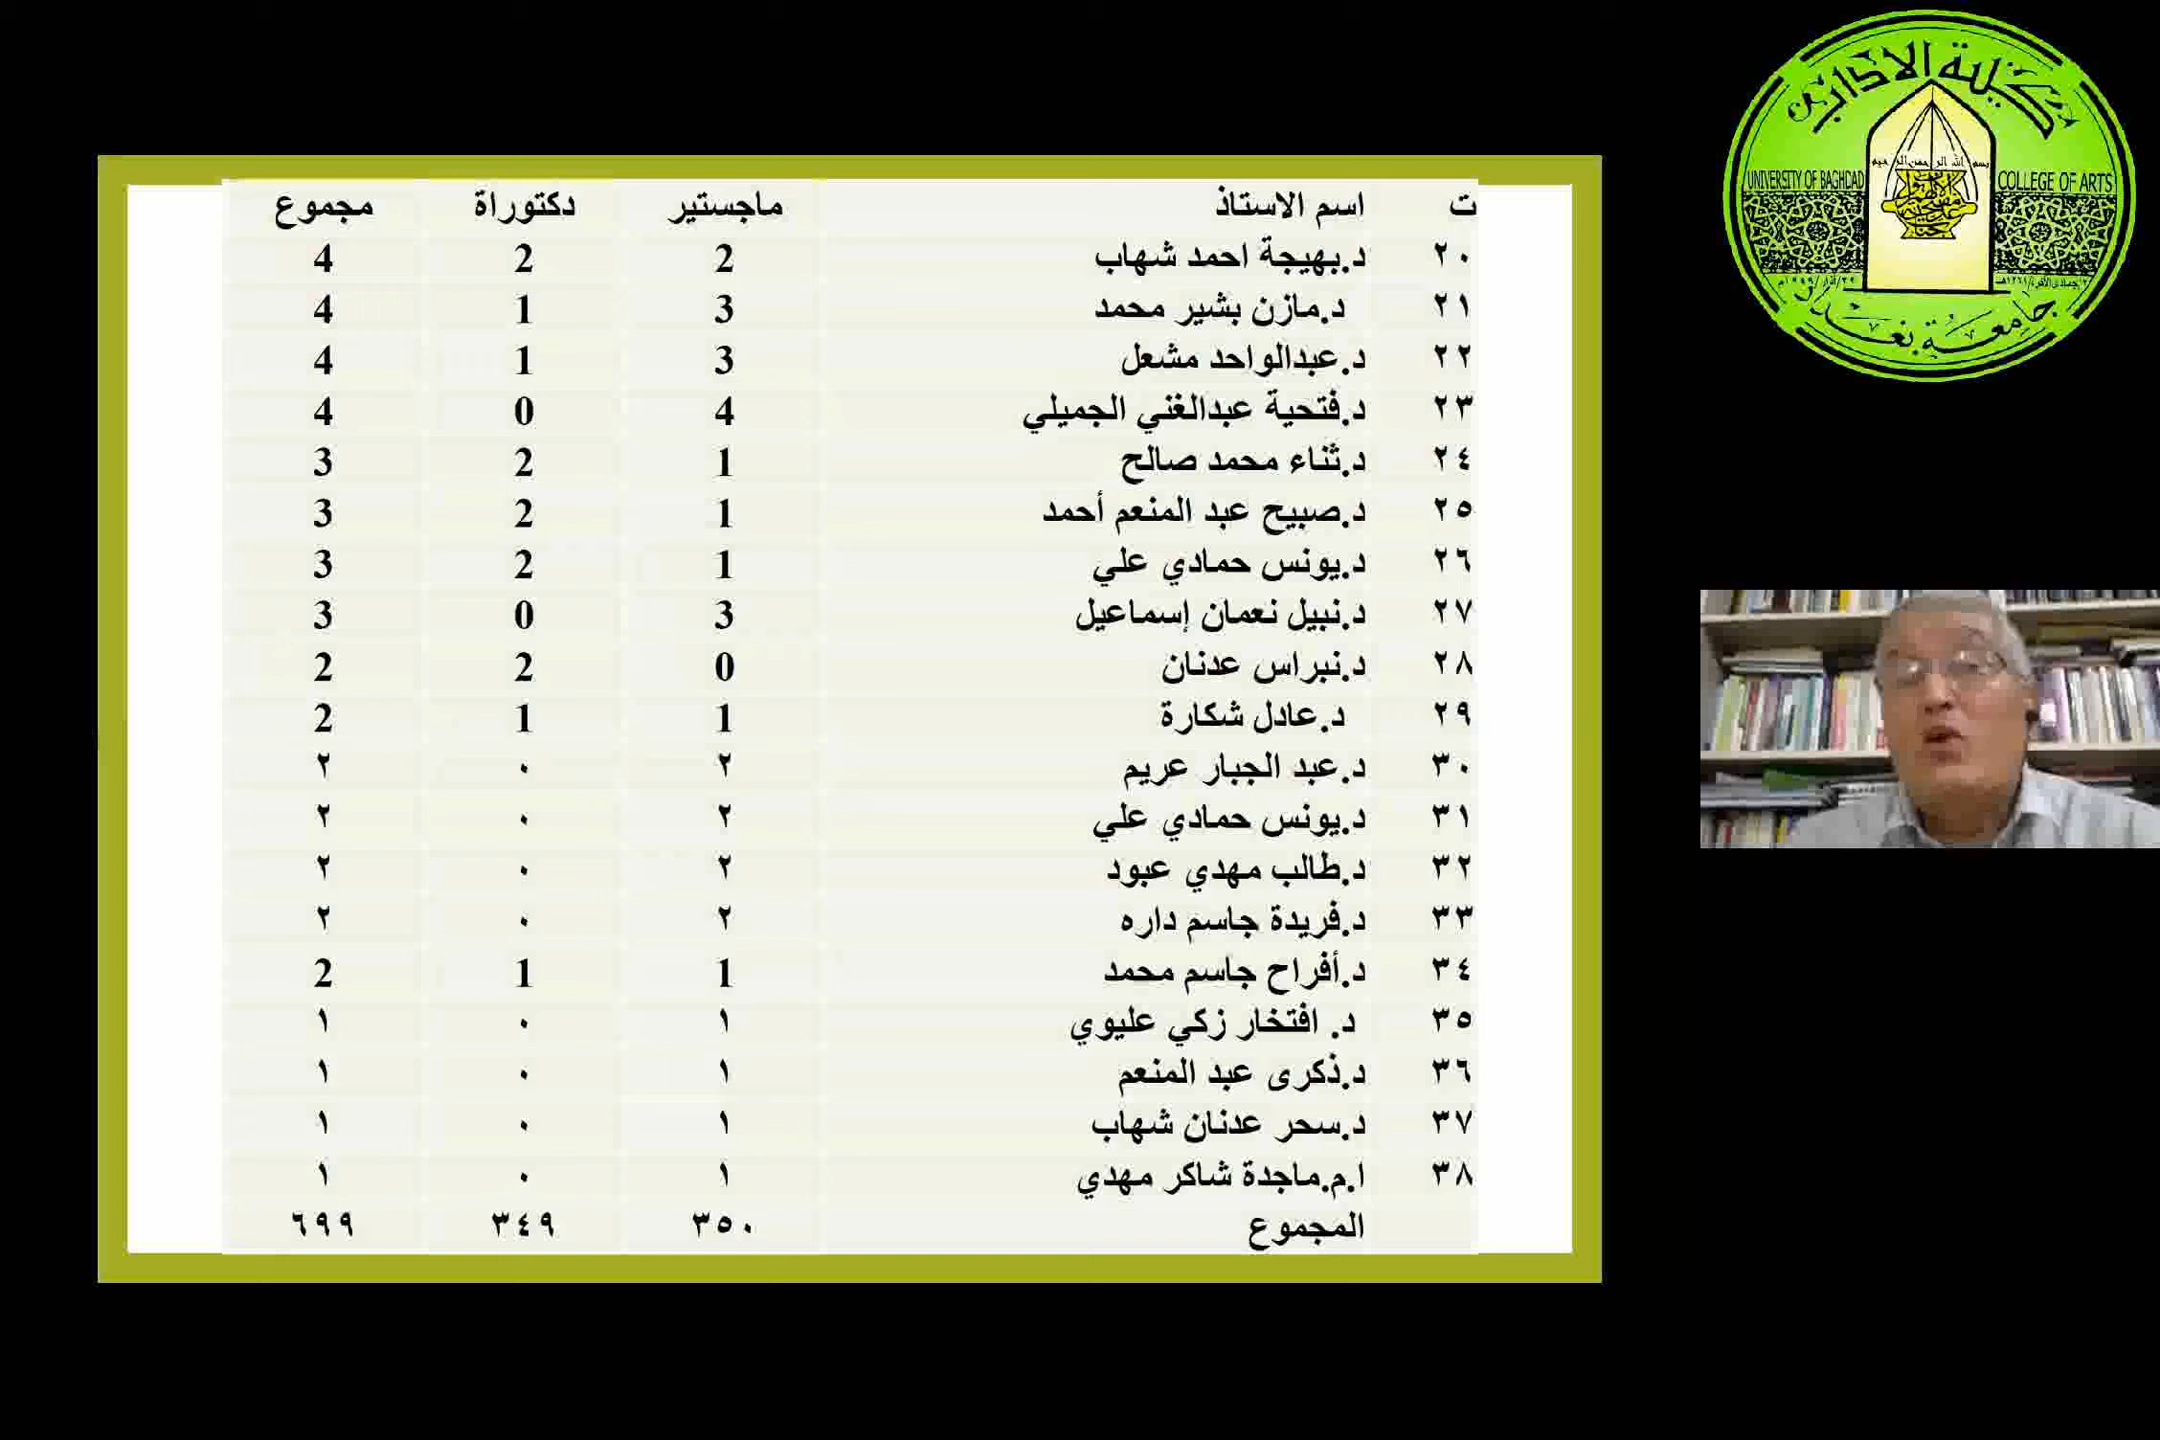 كلية الاداب
بسم الله الرحمن الرحيم
UNIVERSITY OF BAGHDAD COLLEGE OF ARTS
جامعة بغداد
ت اسم الاستاذ ماجستير دكتوراة مجموع
٢٠ د.بهيجة احمد شهاب 2 2 4
٢١ د.مازن بشير محمد 3 1 4
٢٢ د.عبدالواحد مشعل 3 1 4
٢٣ د.فتحية عبدالغني الجميلي 4 0 4
٢٤ د.ثناء محمد صالح 1 2 3
٢٥ د.صبيح عبد المنعم أحمد 1 2 3
٢٦ د.يونس حمادي علي 1 2 3
٢٧ د.نبيل نعمان إسماعيل 3 0 3
٢٨ د.نبراس عدنان 0 2 2
٢٩ د.عادل شكارة 1 1 2
٣٠ د.عبد الجبار عريم ٢ ٠ ٢
٣١ د.يونس حمادي علي ٢ ٠ ٢
٣٢ د.طالب مهدي عبود ٢ ٠ ٢
٣٣ د.فريدة جاسم داره ٢ ٠ ٢
٣٤ د.أفراح جاسم محمد 1 1 2
٣٥ د. افتخار زكي عليوي ١ ٠ ١
٣٦ د.ذكرى عبد المنعم ١ ٠ ١
٣٧ د.سحر عدنان شهاب ١ ٠ ١
٣٨ ا.م.ماجدة شاكر مهدي ١ ٠ ١
المجموع ٣٥٠ ٣٤٩ ٦٩٩